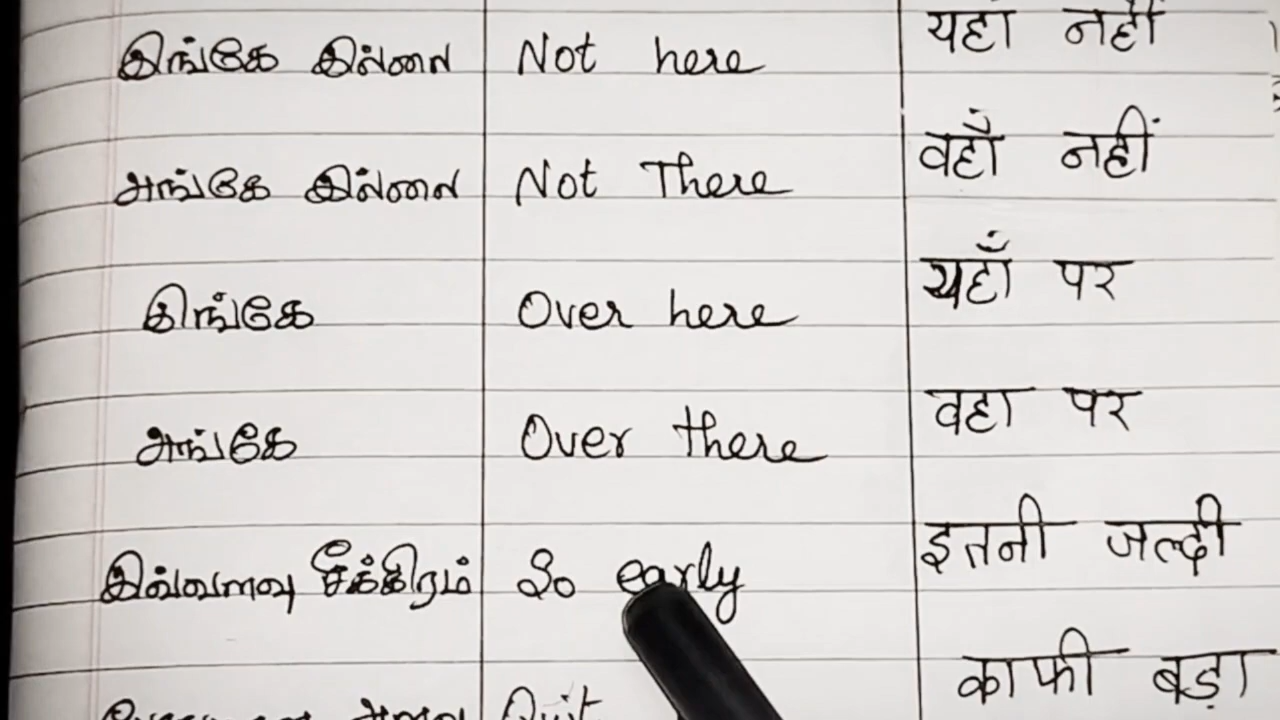 இங்கே இல்லை Not here यहाँ नहीं
அங்கே இல்லை Not There वहाँ नहीं
இங்கே Over here यहाँ पर
அங்கே Over there वहा पर
இவ்வளவு சீக்கிரம் So early इतनी जल्दी
Quit काफी बड़ा